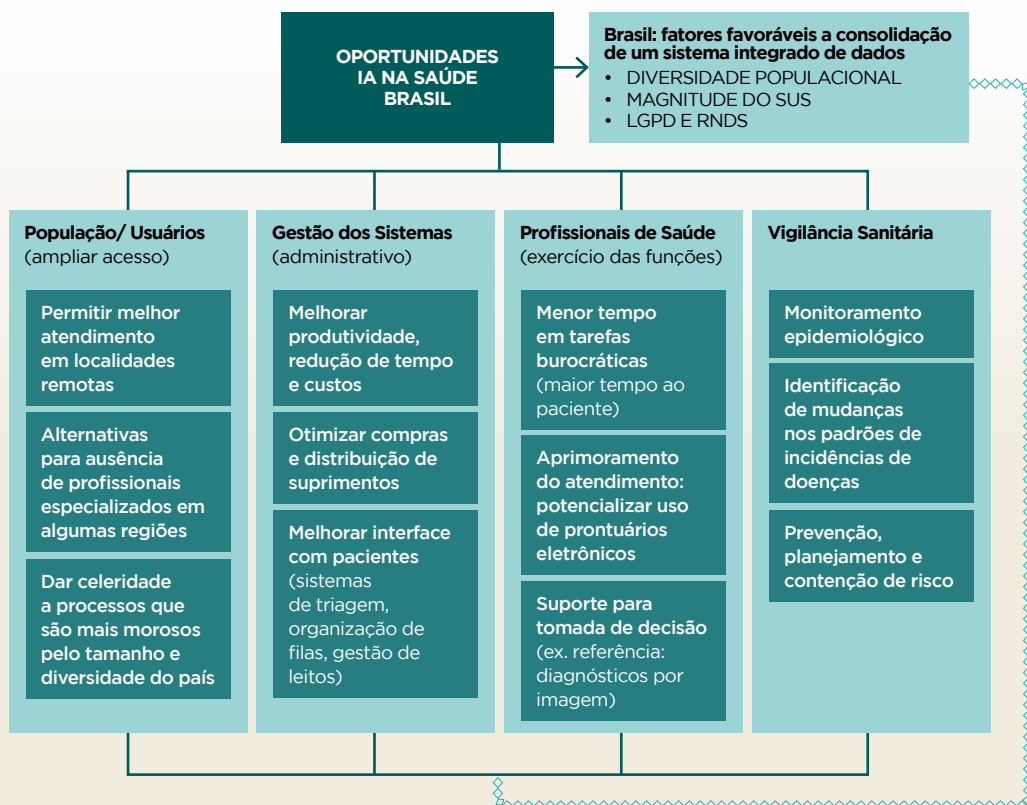 OPORTUNIDADES
IA NA SAÚDE
BRASIL
Brasil: fatores favoráveis a consolidação
de um sistema integrado de dados
• DIVERSIDADE POPULACIONAL
• MAGNITUDE DO SUS
• LGPD E RNDS
População/ Usuários
(ampliar acesso)
Permitir melhor
atendimento
em localidades
remotas
Alternativas
para ausência
de profissionais
especializados em
algumas regiões
Dar celeridade
a processos que
são mais morosos
pelo tamanho e
diversidade do país
Gestão dos Sistemas
(administrativo)
Melhorar
produtividade,
redução de tempo
e custos
Otimizar compras
e distribuição de
suprimentos
Melhorar interface
com pacientes
(sistemas
de triagem,
organização de
filas, gestão de
leitos)
Profissionais de Saúde
(exercício das funções)
Menor tempo
em tarefas
burocráticas
(maior tempo ao
paciente)
Aprimoramento
do atendimento:
potencializar uso
de prontuários
eletrônicos
Suporte para
tomada de decisão
(ex. referência:
diagnósticos por
imagem)
Vigilância Sanitária
Monitoramento
epidemiológico
Identificação
de mudanças
nos padrões de
incidências de
doenças
Prevenção,
planejamento e
contenção de risco